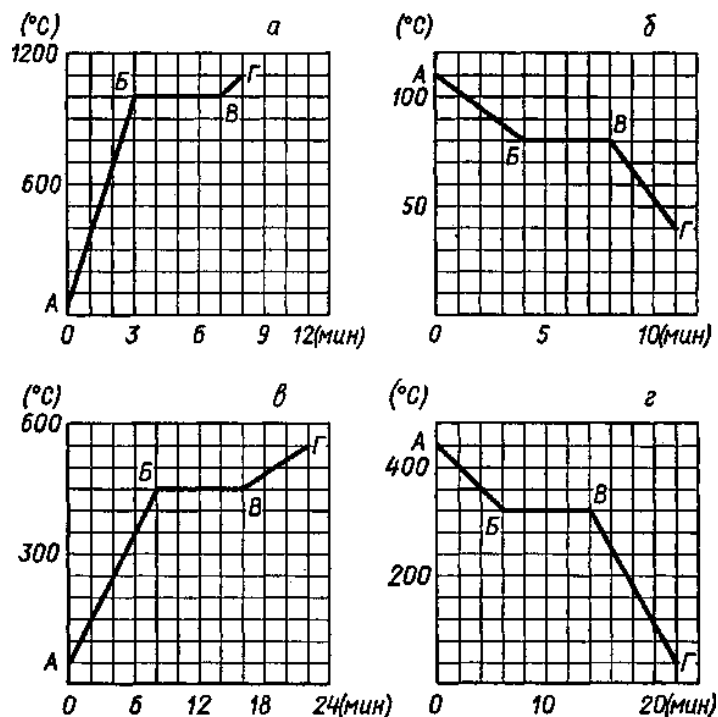 (°C) а
1200
Б Г
В
600
А
0 3 6 9 12(мин)
(°C) б
А
100
В
Б
50
Г
0 5 10(мин)
(°C) в
600
Г
Б
В
300
А
0 6 12 18 24(мин)
(°C) г
А
400
В
Б
200
Г
0 10 20(мин)